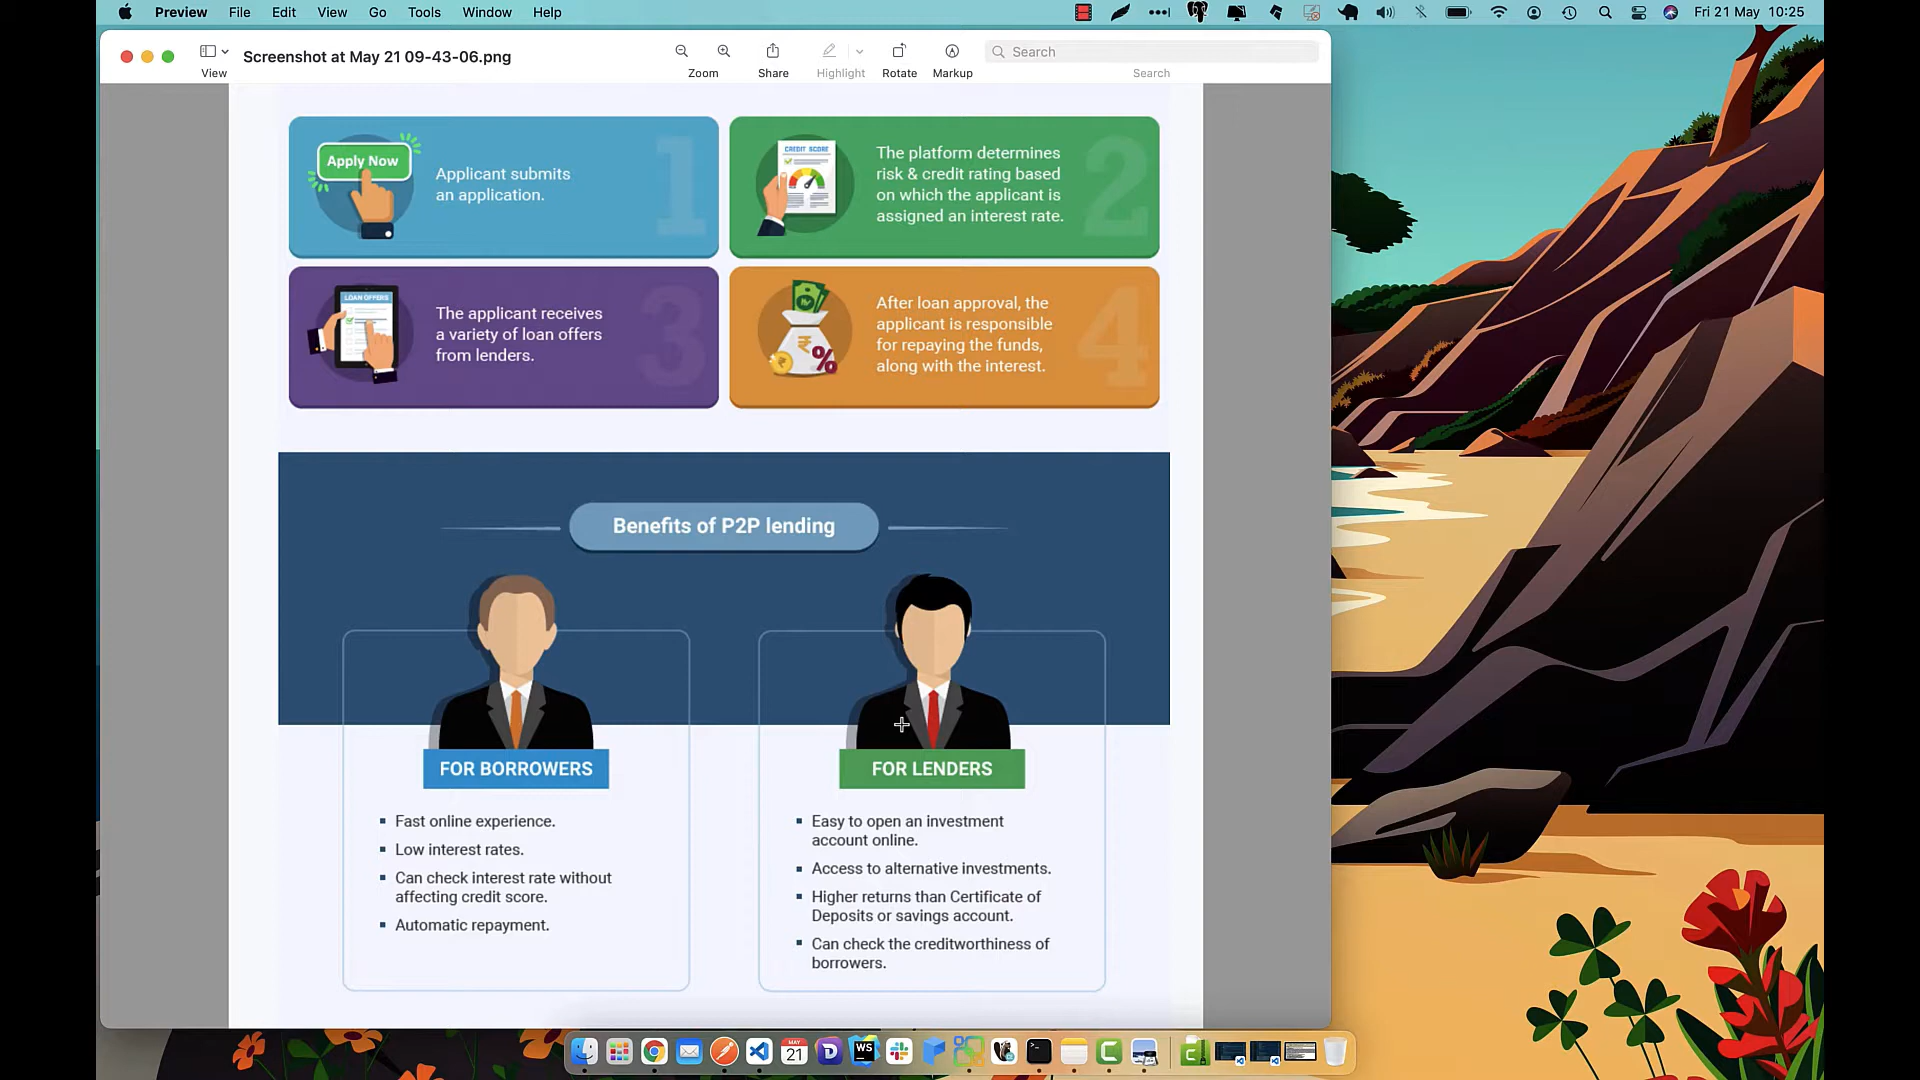 Preview File Edit View Go Tools Window Help Fri 21 May 10:25
Screenshot at May 21 09-43-06.png
Search
View Zoom Share Highlight Rotate Markup Search
Apply Now
Applicant submits
an application.
1
CREDIT SCORE
The platform determines
risk & credit rating based
on which the applicant is
assigned an interest rate.
2
LOAN OFFERS
The applicant receives
a variety of loan offers
from lenders.
3
₹
%
After loan approval, the
applicant is responsible
for repaying the funds,
along with the interest.
4
Benefits of P2P lending
FOR BORROWERS
Fast online experience.
Low interest rates.
Can check interest rate without
affecting credit score.
Automatic repayment.
FOR LENDERS
Easy to open an investment
account online.
Access to alternative investments.
Higher returns than Certificate of
Deposits or savings account.
Can check the creditworthiness of
borrowers.
MAY
21
D
WS